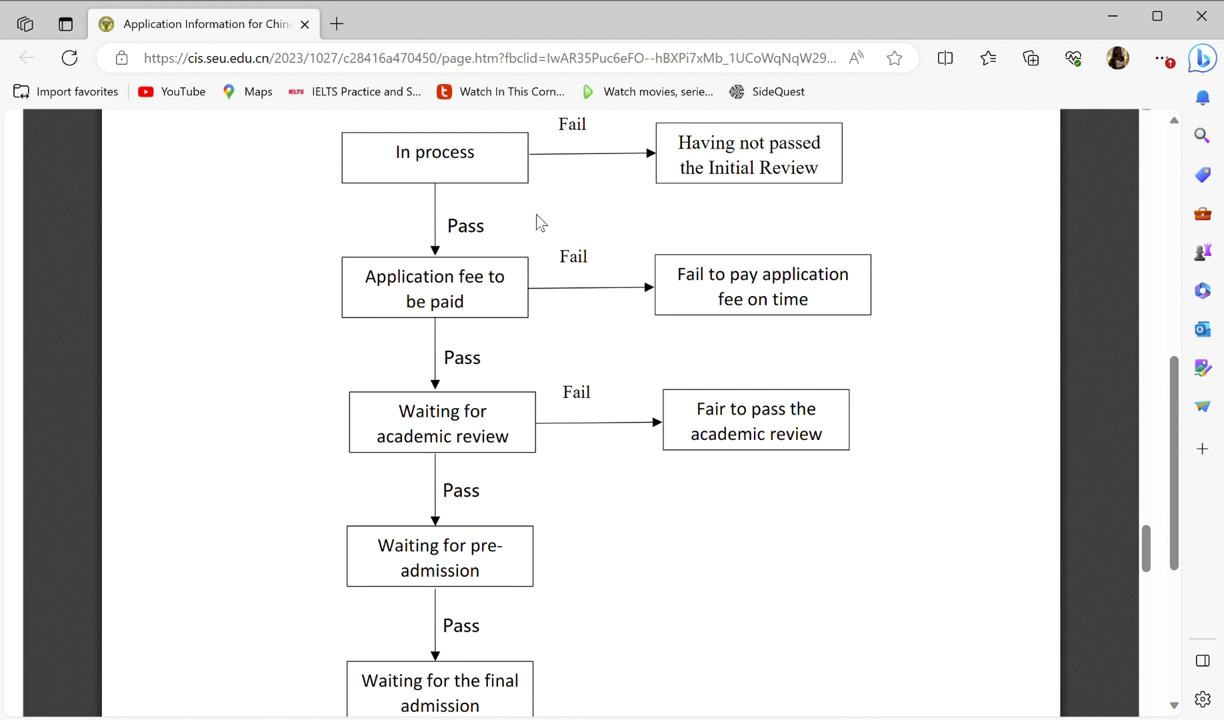 Application Information for Chin
https://cis.seu.edu.cn/2023/1027/c28416a470450/page.htm?fbclid=IwAR35Puc6eFO--hBXPi7xMb_1UCoWqNqW29...
Import favorites
YouTube
Maps
IELTS IELTS Practice and S...
Watch In This Corn...
Watch movies, serie...
SideQuest
Fail
In process
Having not passed
the Initial Review
Pass
Fail
Application fee to
be paid
Fail to pay application
fee on time
Pass
Fail
Waiting for
academic review
Fair to pass the
academic review
Pass
Waiting for pre-
admission
Pass
Waiting for the final
admission